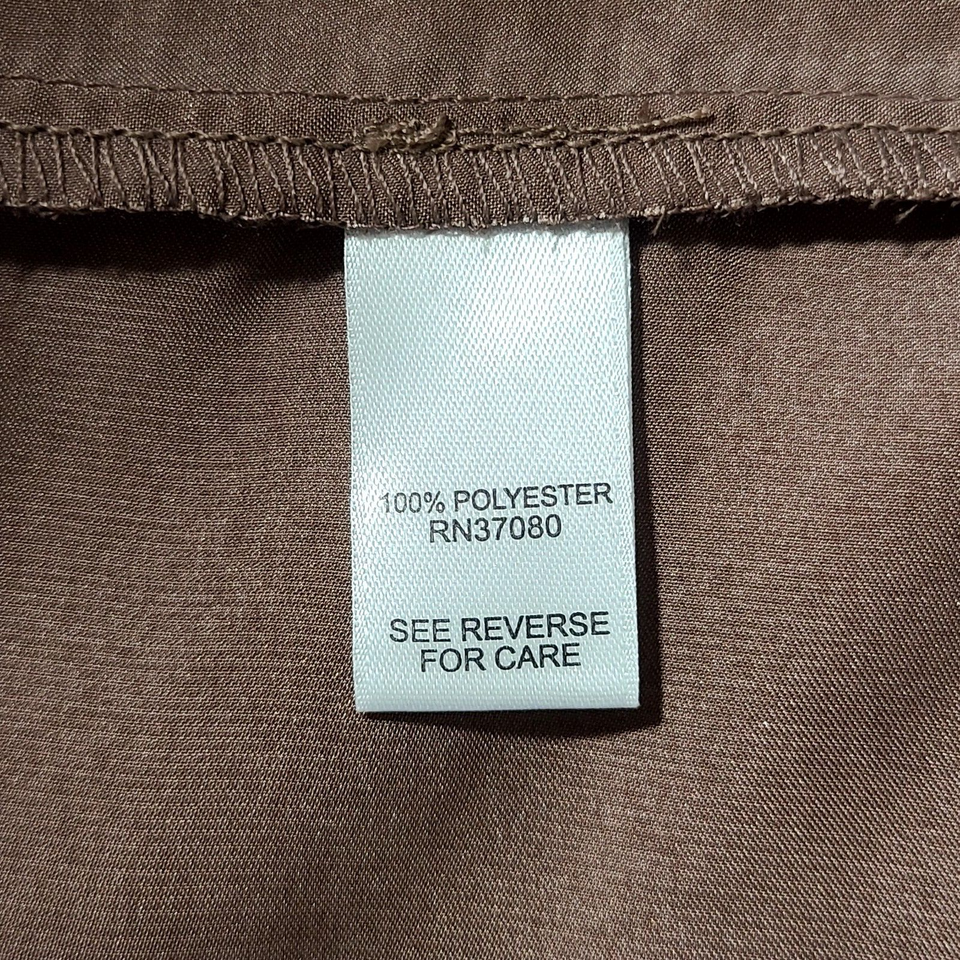 100% POLYESTER
RN37080
SEE REVERSE
FOR CARE